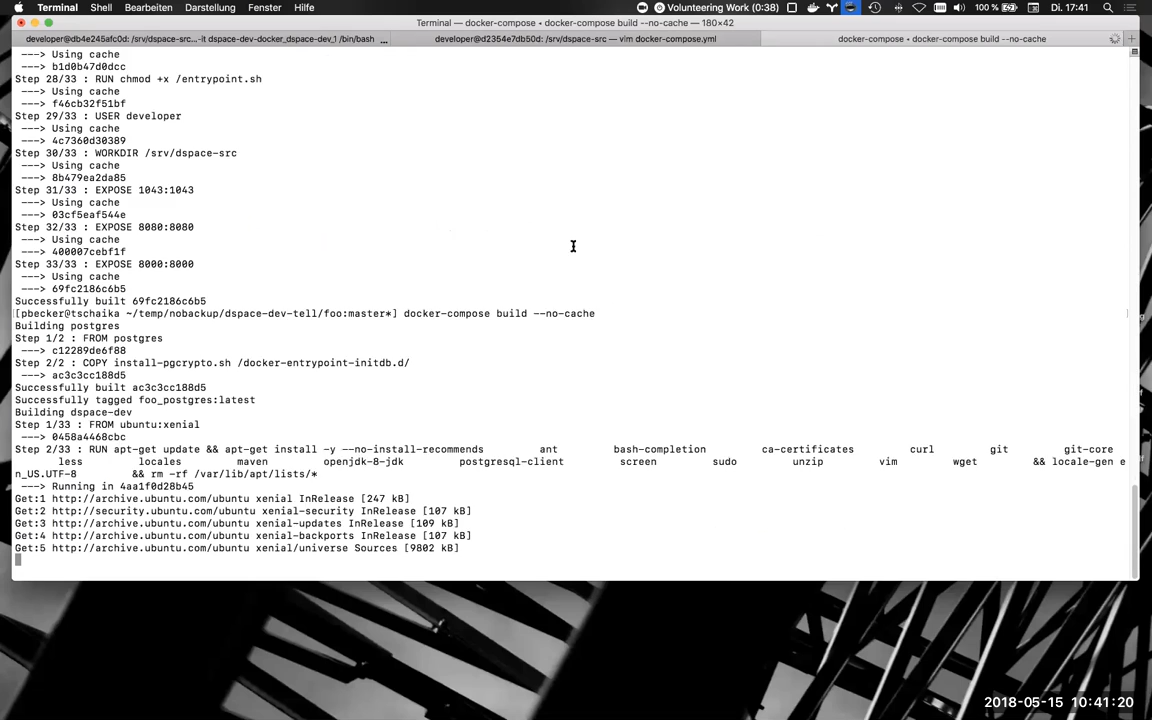 Terminal Shell Bearbeiten Darstellung Fenster Hilfe Volunteering Work (0:38) 100 % Di. 17:41
Terminal — docker-compose • docker-compose build --no-cache — 180×42
developer@db4e245afc0d: /srv/dspace-src...-it dspace-dev-docker_dspace-dev_1 /bin/bash ... developer@d2354e7db50d: /srv/dspace-src — vim docker-compose.yml docker-compose • docker-compose build --no-cache
---> Using cache
---> b1d0b47d0dcc
Step 28/33 : RUN chmod +x /entrypoint.sh
---> Using cache
---> f46cb32f51bf
Step 29/33 : USER developer
---> Using cache
---> 4c7360d30389
Step 30/33 : WORKDIR /srv/dspace-src
---> Using cache
---> 8b479ea2da85
Step 31/33 : EXPOSE 1043:1043
---> Using cache
---> 03cf5eaf544e
Step 32/33 : EXPOSE 8080:8080
---> Using cache
---> 400007cebf1f
Step 33/33 : EXPOSE 8000:8000
---> Using cache
---> 69fc2186c6b5
Successfully built 69fc2186c6b5
[pbecker@tschaika ~/temp/nobackup/dspace-dev-tell/foo:master*] docker-compose build --no-cache
Building postgres
Step 1/2 : FROM postgres
---> c12289de6f88
Step 2/2 : COPY install-pgcrypto.sh /docker-entrypoint-initdb.d/
---> ac3c3cc188d5
Successfully built ac3c3cc188d5
Successfully tagged foo_postgres:latest
Building dspace-dev
Step 1/33 : FROM ubuntu:xenial
---> 0458a4468cbc
Step 2/33 : RUN apt-get update && apt-get install -y --no-install-recommends ant bash-completion ca-certificates curl git git-core
less locales maven openjdk-8-jdk postgresql-client screen sudo unzip vim wget && locale-gen e
n_US.UTF-8 && rm -rf /var/lib/apt/lists/*
---> Running in 4aa1f0d28b45
Get:1 http://archive.ubuntu.com/ubuntu xenial InRelease [247 kB]
Get:2 http://security.ubuntu.com/ubuntu xenial-security InRelease [107 kB]
Get:3 http://archive.ubuntu.com/ubuntu xenial-updates InRelease [109 kB]
Get:4 http://archive.ubuntu.com/ubuntu xenial-backports InRelease [107 kB]
Get:5 http://archive.ubuntu.com/ubuntu xenial/universe Sources [9802 kB]
2018-05-15 10:41:20